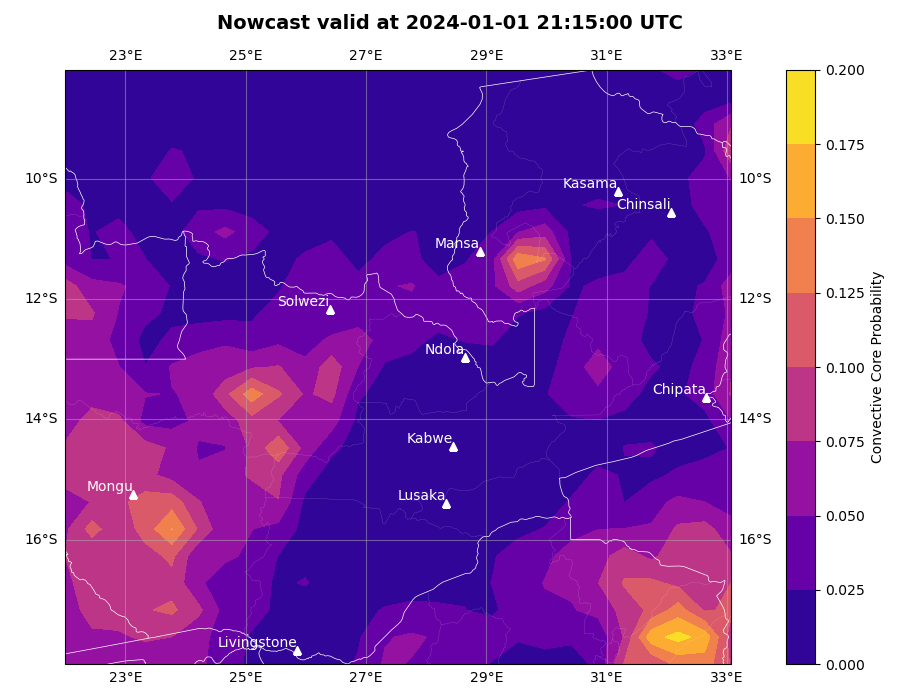 Nowcast valid at 2024-01-01 21:15:00 UTC
23°E 25°E 27°E 29°E 31°E 33°E
0.200
0.175
10°S 10°S
Kasama
Chinsali
0.150
Mansa
12°S 12°S
0.125
Solwezi
Ndola
0.100
Chipata
14°S 14°S
Kabwe
0.075
Mongu
Lusaka
0.050
16°S 16°S
0.025
Livingstone
0.000
23°E 25°E 27°E 29°E 31°E 33°E
Convective Core Probability